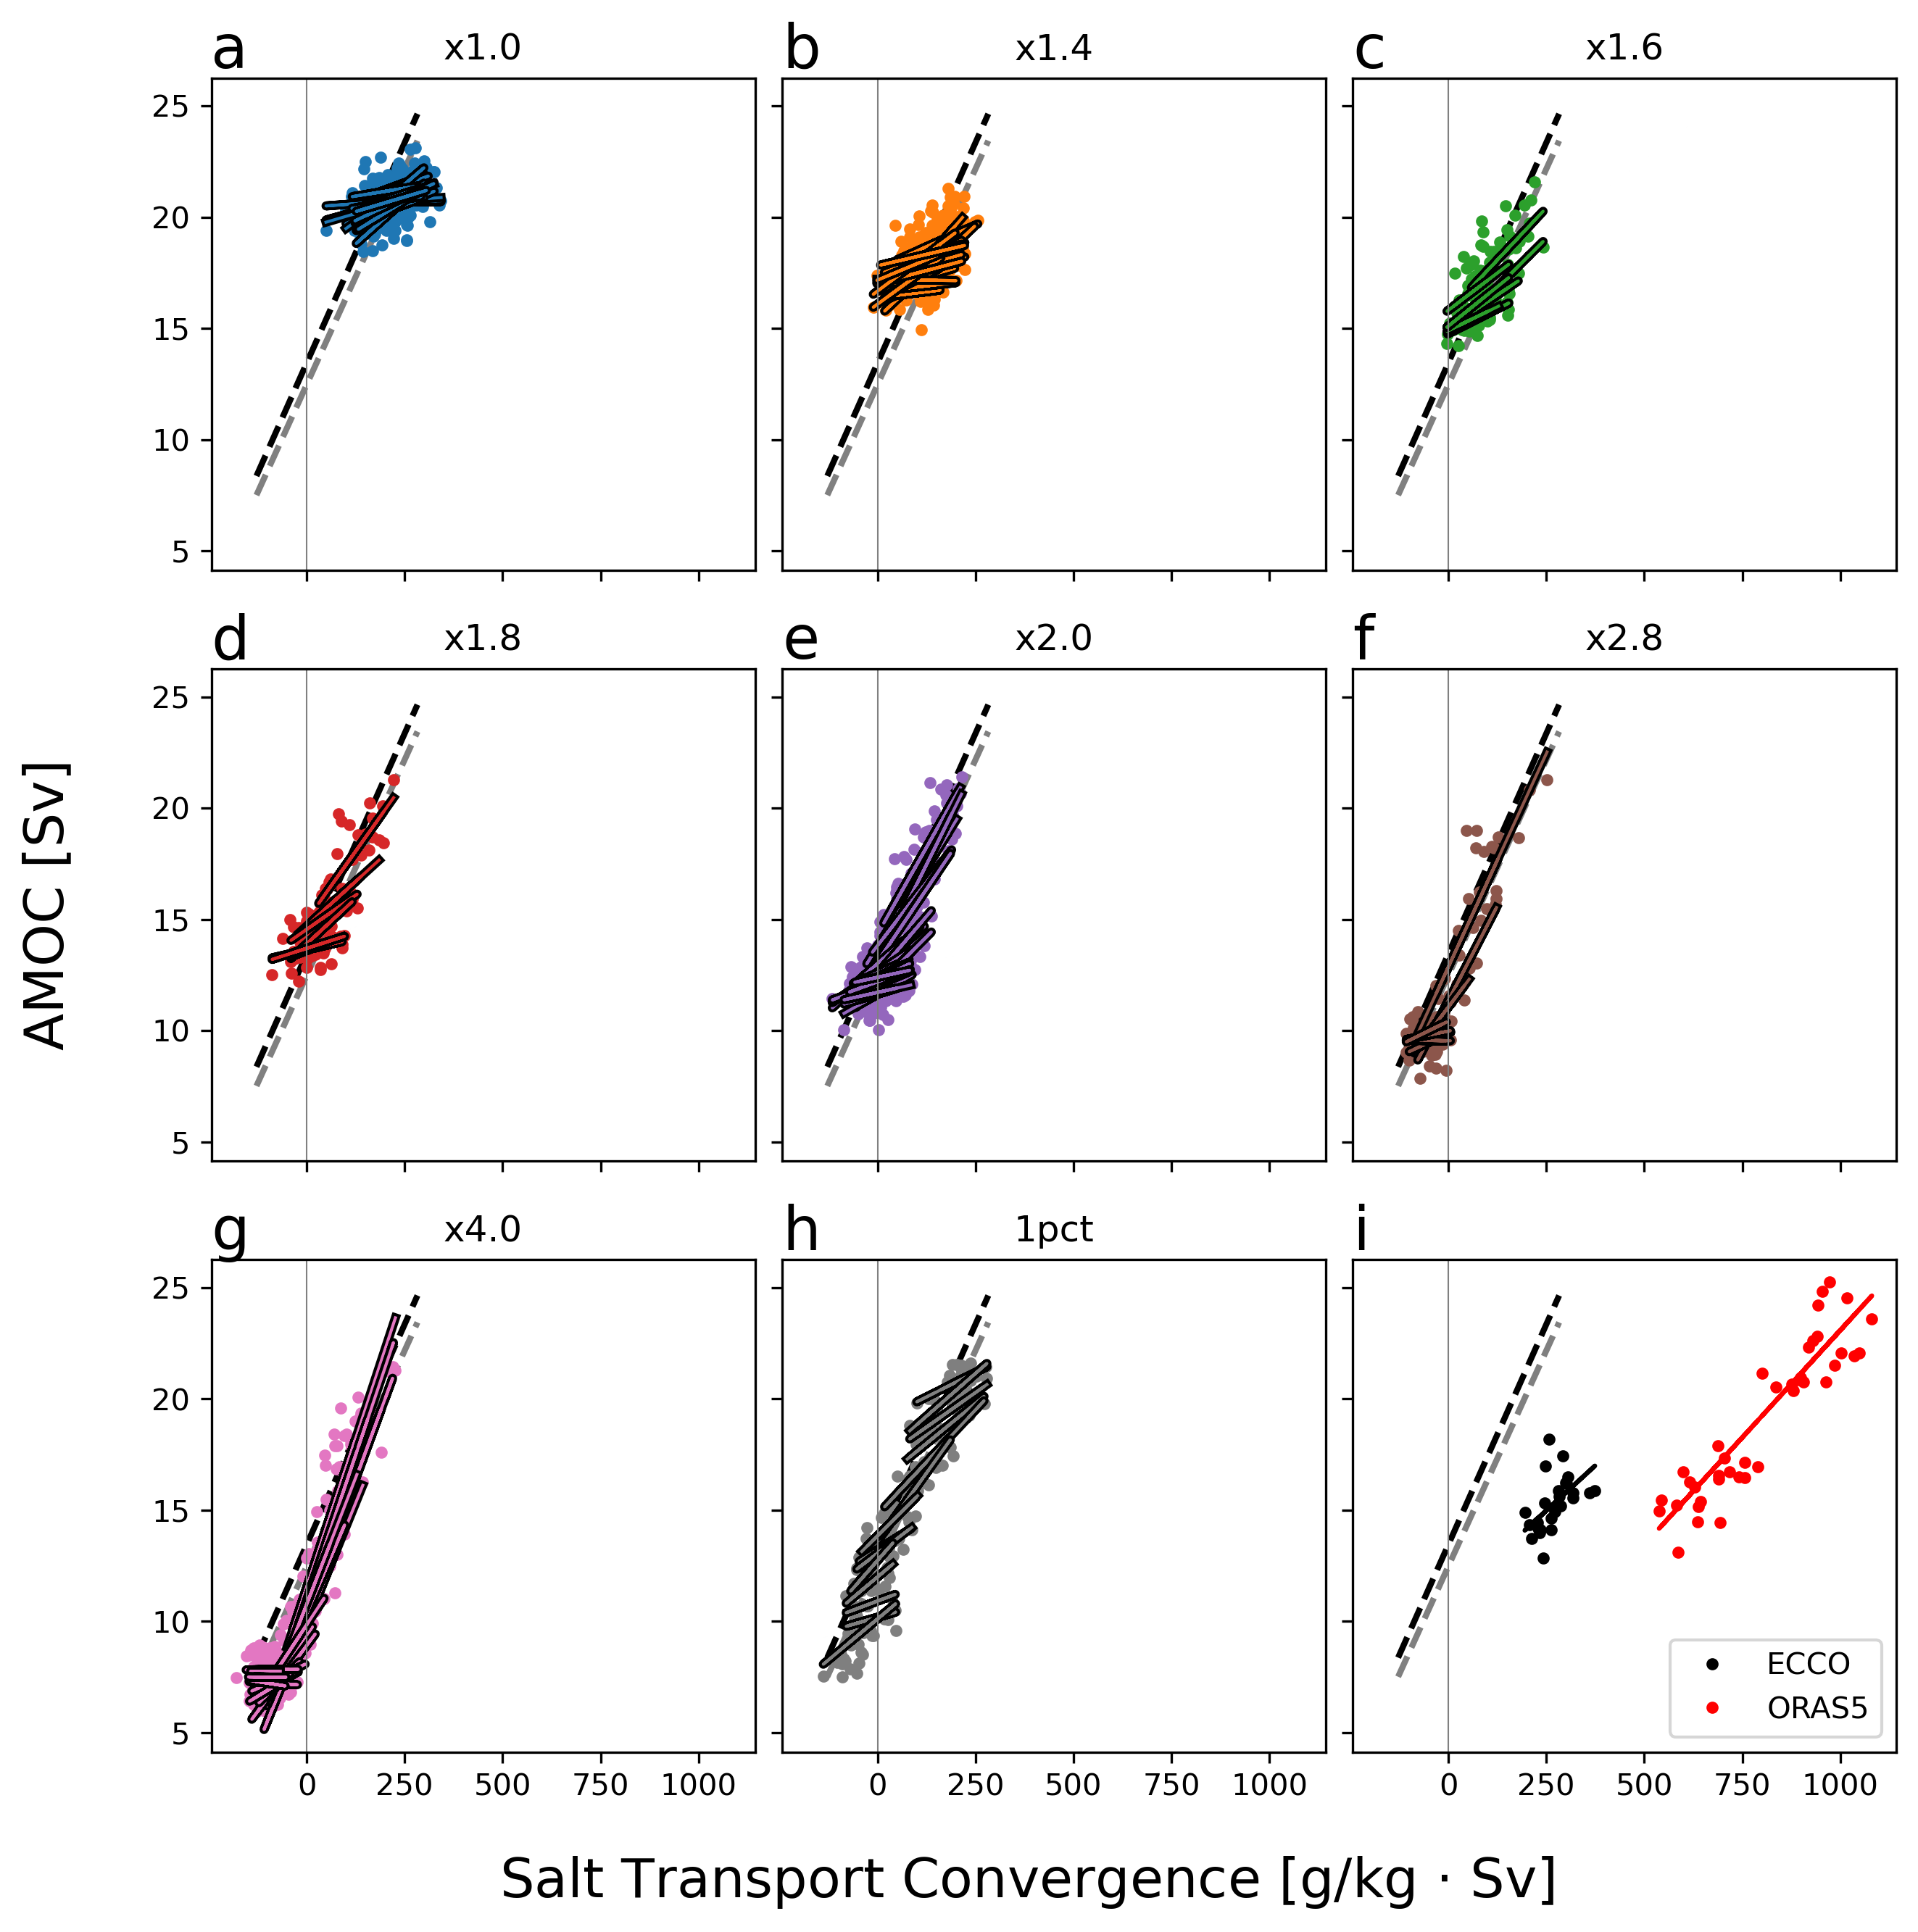 a x1.0
b x1.4
c x1.6
25
20
15
10
5
d x1.8
e x2.0
f x2.8
25
20
15
10
5
g x4.0
h 1pct
i
25
20
15
10
5
ECCO
ORAS5
0 250 500 750 1000
0 250 500 750 1000
0 250 500 750 1000
AMOC [Sv]
Salt Transport Convergence [g/kg · Sv]